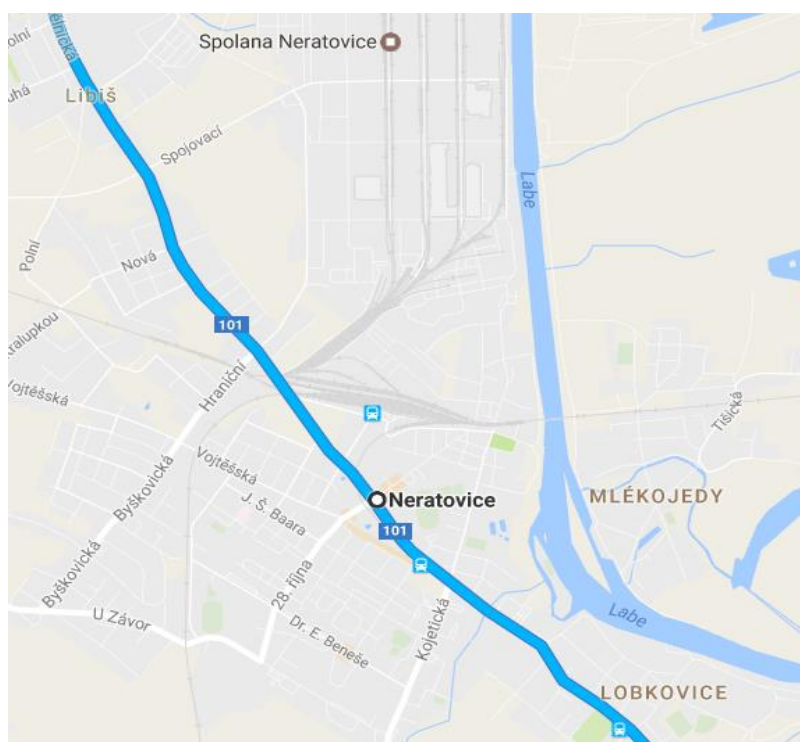 Spolana Neratovice
Polní
Libiš
Spojovací
Labe
Polní
Nová
101
Hraniční
Vojtěšská
Tišická
Vojtěšská
Byškovická
J. Š. Baara
Neratovice
MLÉKOJEDY
101
28. října
Byškovická
U Závor
Dr. E. Beneše
Kojetická
Labe
LOBKOVICE